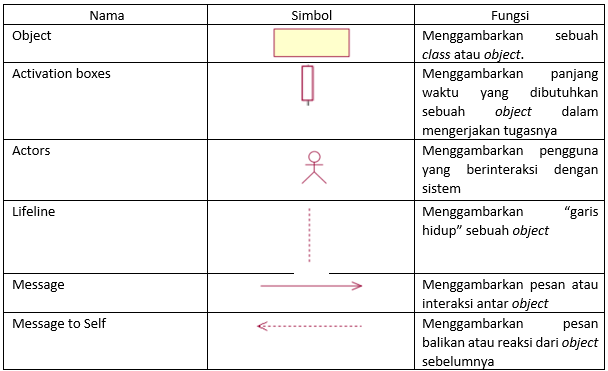 Nama Simbol Fungsi
Object
Menggambarkan sebuah
class atau object.
Activation boxes
Menggambarkan panjang
waktu yang dibutuhkan
sebuah object dalam
mengerjakan tugasnya
Actors
Menggambarkan pengguna
yang berinteraksi dengan
sistem
Lifeline
Menggambarkan “garis
hidup” sebuah object
Message
Menggambarkan pesan atau
interaksi antar object
Message to Self
Menggambarkan pesan
balikan atau reaksi dari object
sebelumnya